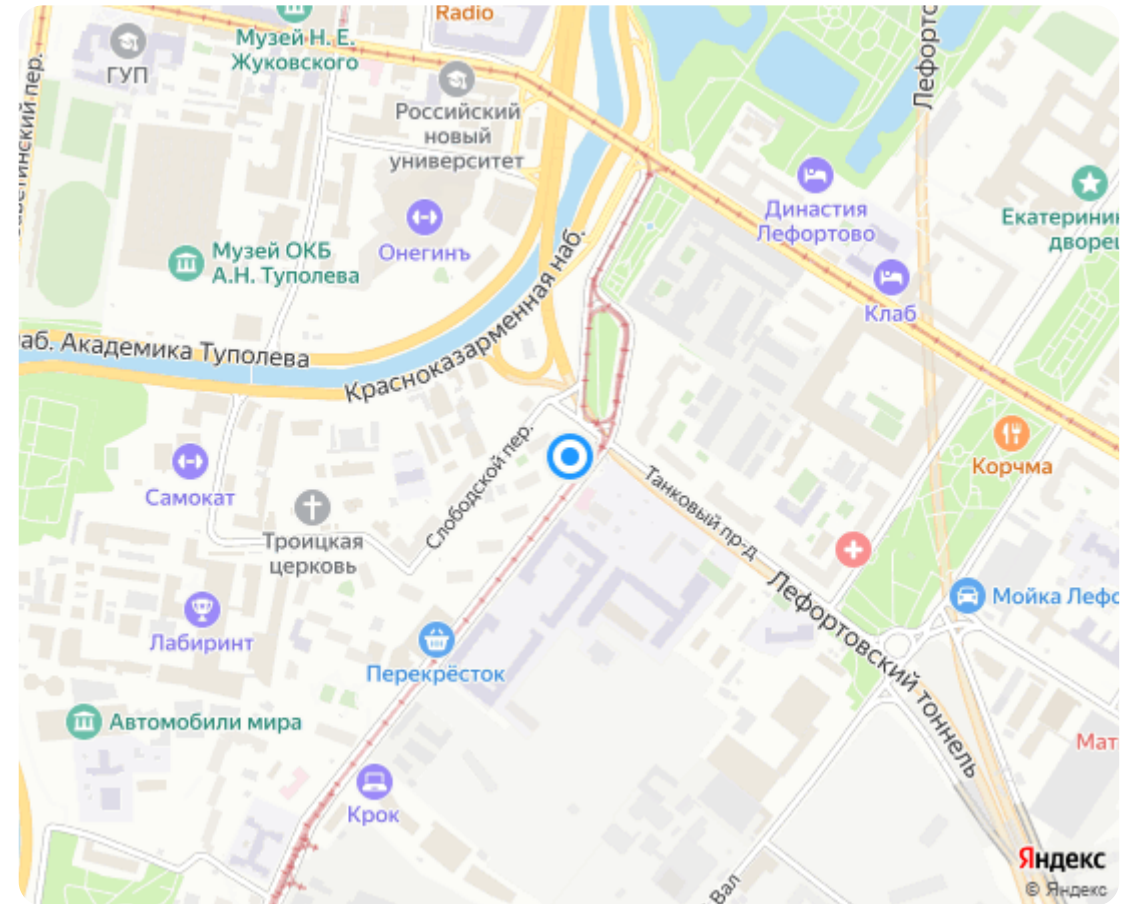 Radio
Музей Н. Е.
Жуковского
ГУП
Российский
новый
университет
Лефорто
Династия
Лефортово
Екатеринин
дворец
Онегинъ
Музей ОКБ
А.Н. Туполева
Клаб
аб. Академика Туполева
Красноказарменная наб.
Слободской пер.
Самокат
Корчма
Танковый пр-д
Троицкая
церковь
Лефортовский тоннель
Мойка Лефо
Лабиринт
Перекрёсток
Автомобили мира
Мат
Крок
Вал
Яндекс
© Яндекс